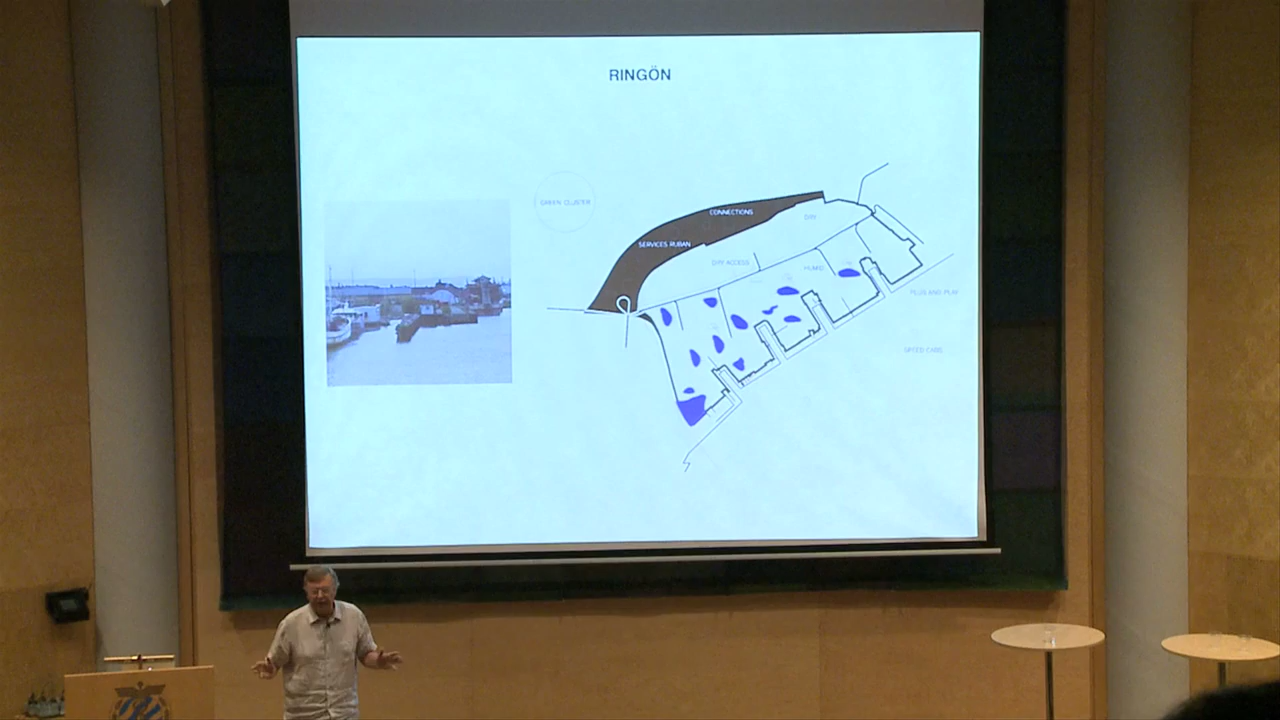 RINGÖN
GREEN CLUSTER
CONNECTIONS
DRY
SERVICES RUBAN
DRY ACCESS
HUMID
PLUG AND PLAY
SPEED CABS